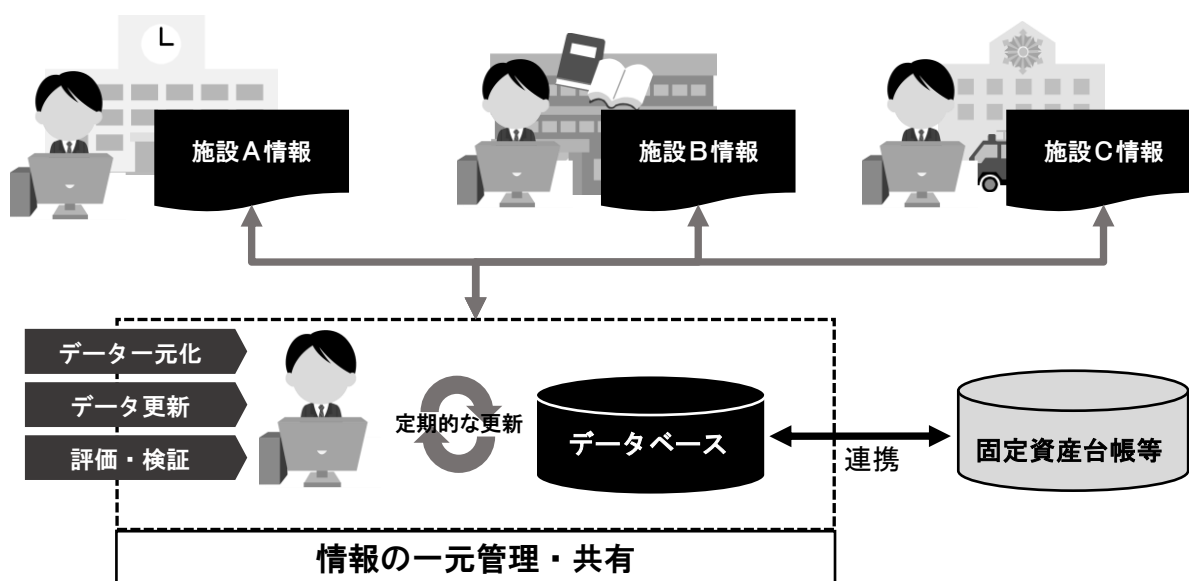 施設A情報
施設B情報
施設C情報
データ一元化
データ更新
評価・検証
定期的な更新
データベース
連携
固定資産台帳等
情報の一元管理・共有